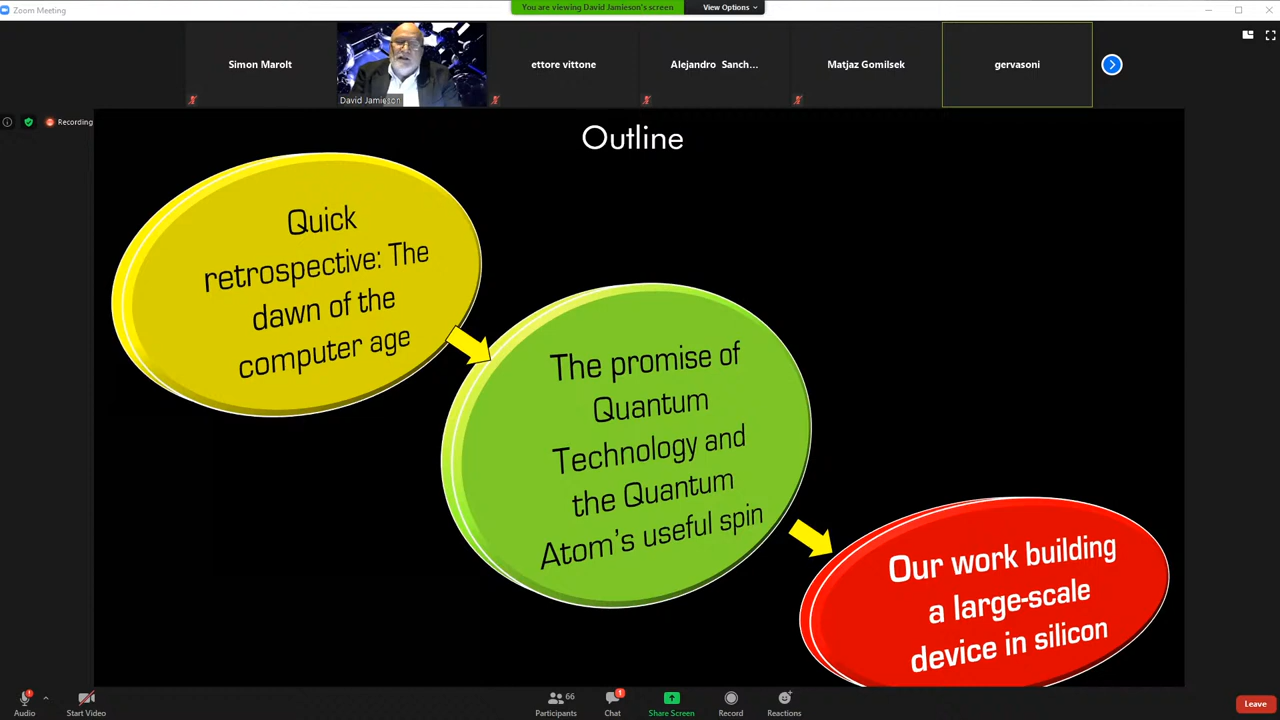 Zoom Meeting
You are viewing David Jamieson's screen
View Options
Simon Marolt
David Jamieson
ettore vittone
Alejandro Sanch...
Matjaz Gomilsek
gervasoni
Recording
Outline
Quick
retrospective: The
dawn of the
computer age
The promise of
Quantum
Technology and
the Quantum
Atom's useful spin
Our work building
a large-scale
device in silicon
Audio
Start Video
66
Participants
1
Chat
Share Screen
Record
Reactions
Leave